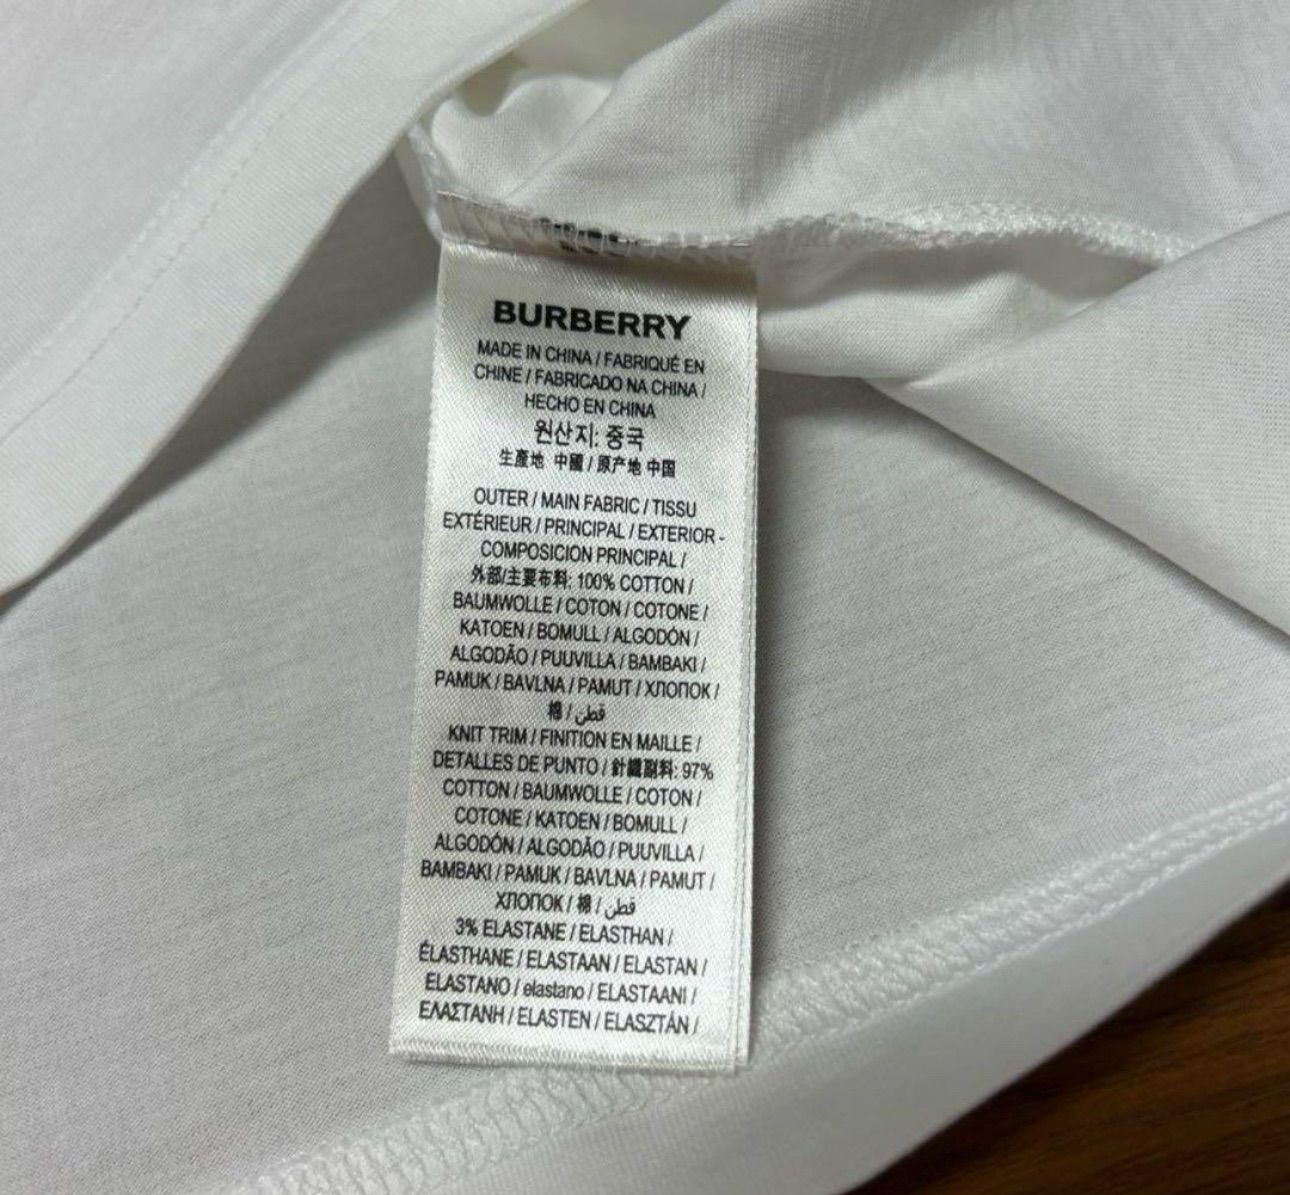 BURBERRY
MADE IN CHINA / FABRIQUÉ EN
CHINE / FABRICADO NA CHINA /
HECHO EN CHINA
원산지: 중국
生產地 中國 / 原产地 中国
OUTER / MAIN FABRIC / TISSU
EXTÉRIEUR / PRINCIPAL / EXTERIOR -
COMPOSICION PRINCIPAL /
外部/主要布料: 100% COTTON /
BAUMWOLLE / COTON / COTONE /
KATOEN / BOMULL / ALGODÓN /
ALGODÃO / PUUVILLA / BAMBAKI /
PAMUK / BAVLNA / PAMUT / ХЛОПОК /
棉 / قطن
KNIT TRIM / FINITION EN MAILLE /
DETALLES DE PUNTO / 針織副料: 97%
COTTON / BAUMWOLLE / COTON /
COTONE / KATOEN / BOMULL /
ALGODÓN / ALGODÃO / PUUVILLA /
BAMBAKI / PAMUK / BAVLNA / PAMUT /
ХЛОПОК / 棉 / قطن
3% ELASTANE / ELASTHAN /
ÉLASTHANE / ELASTAAN / ELASTAN /
ELASTANO / elastano / ELASTAANI /
ΕΛΑΣΤΑΝΗ / ELASTEN / ELASZTÁN /